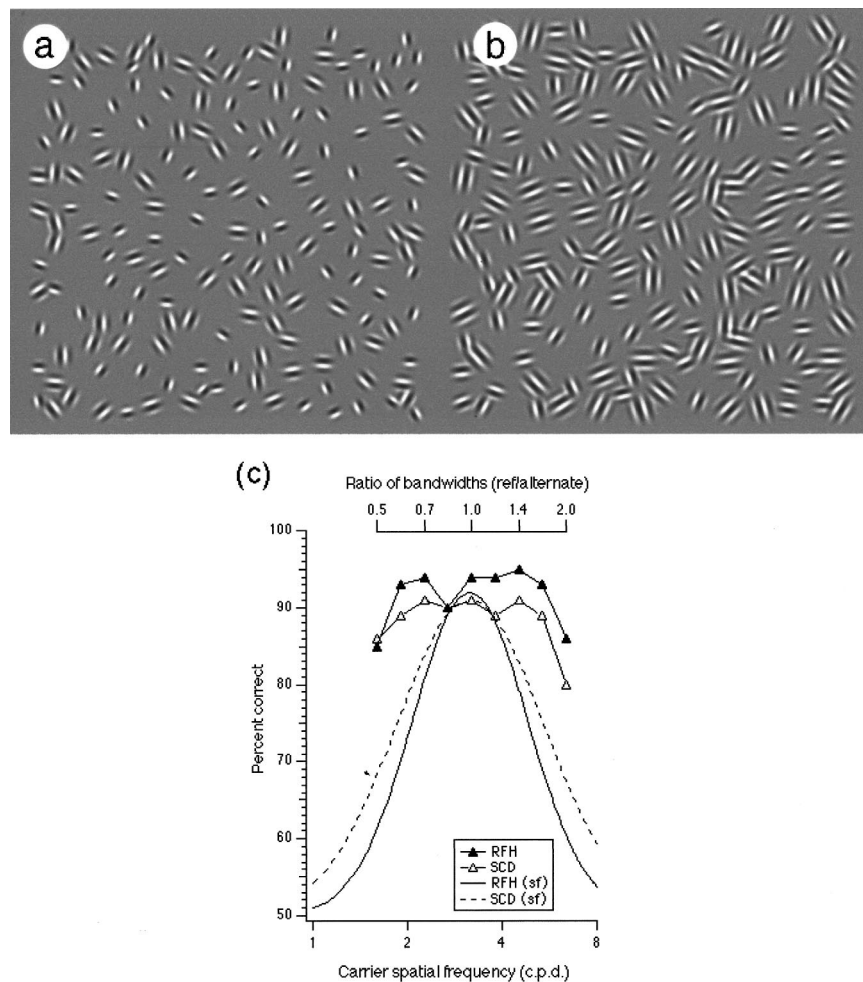 a
b
(c)
Ratio of bandwidths (ref/alternate)
0.5 0.7 1.0 1.4 2.0
100
90
80
70
60
50
Percent correct
RFH
SCD
RFH (sf)
SCD (sf)
1 2 4 8
Carrier spatial frequency (c.p.d.)